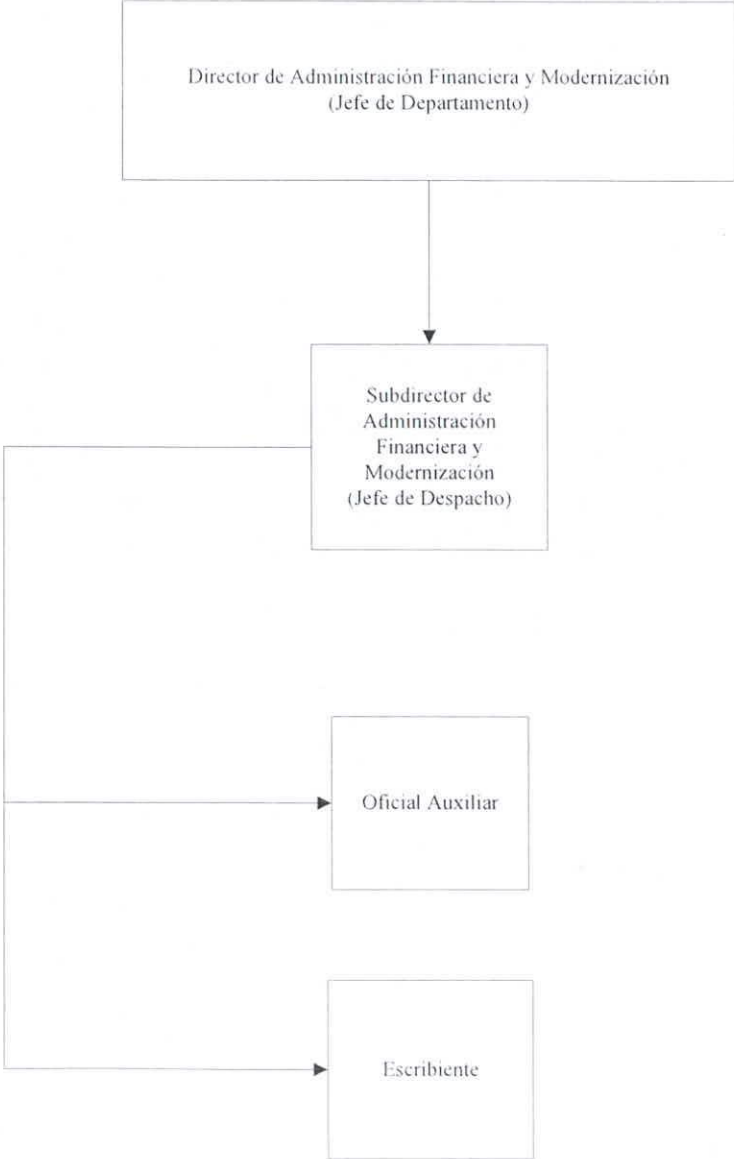 Director de Administración Financiera y Modernización
(Jefe de Departamento)
Subdirector de
Administración
Financiera y
Modernización
(Jefe de Despacho)
Oficial Auxiliar
Escribiente